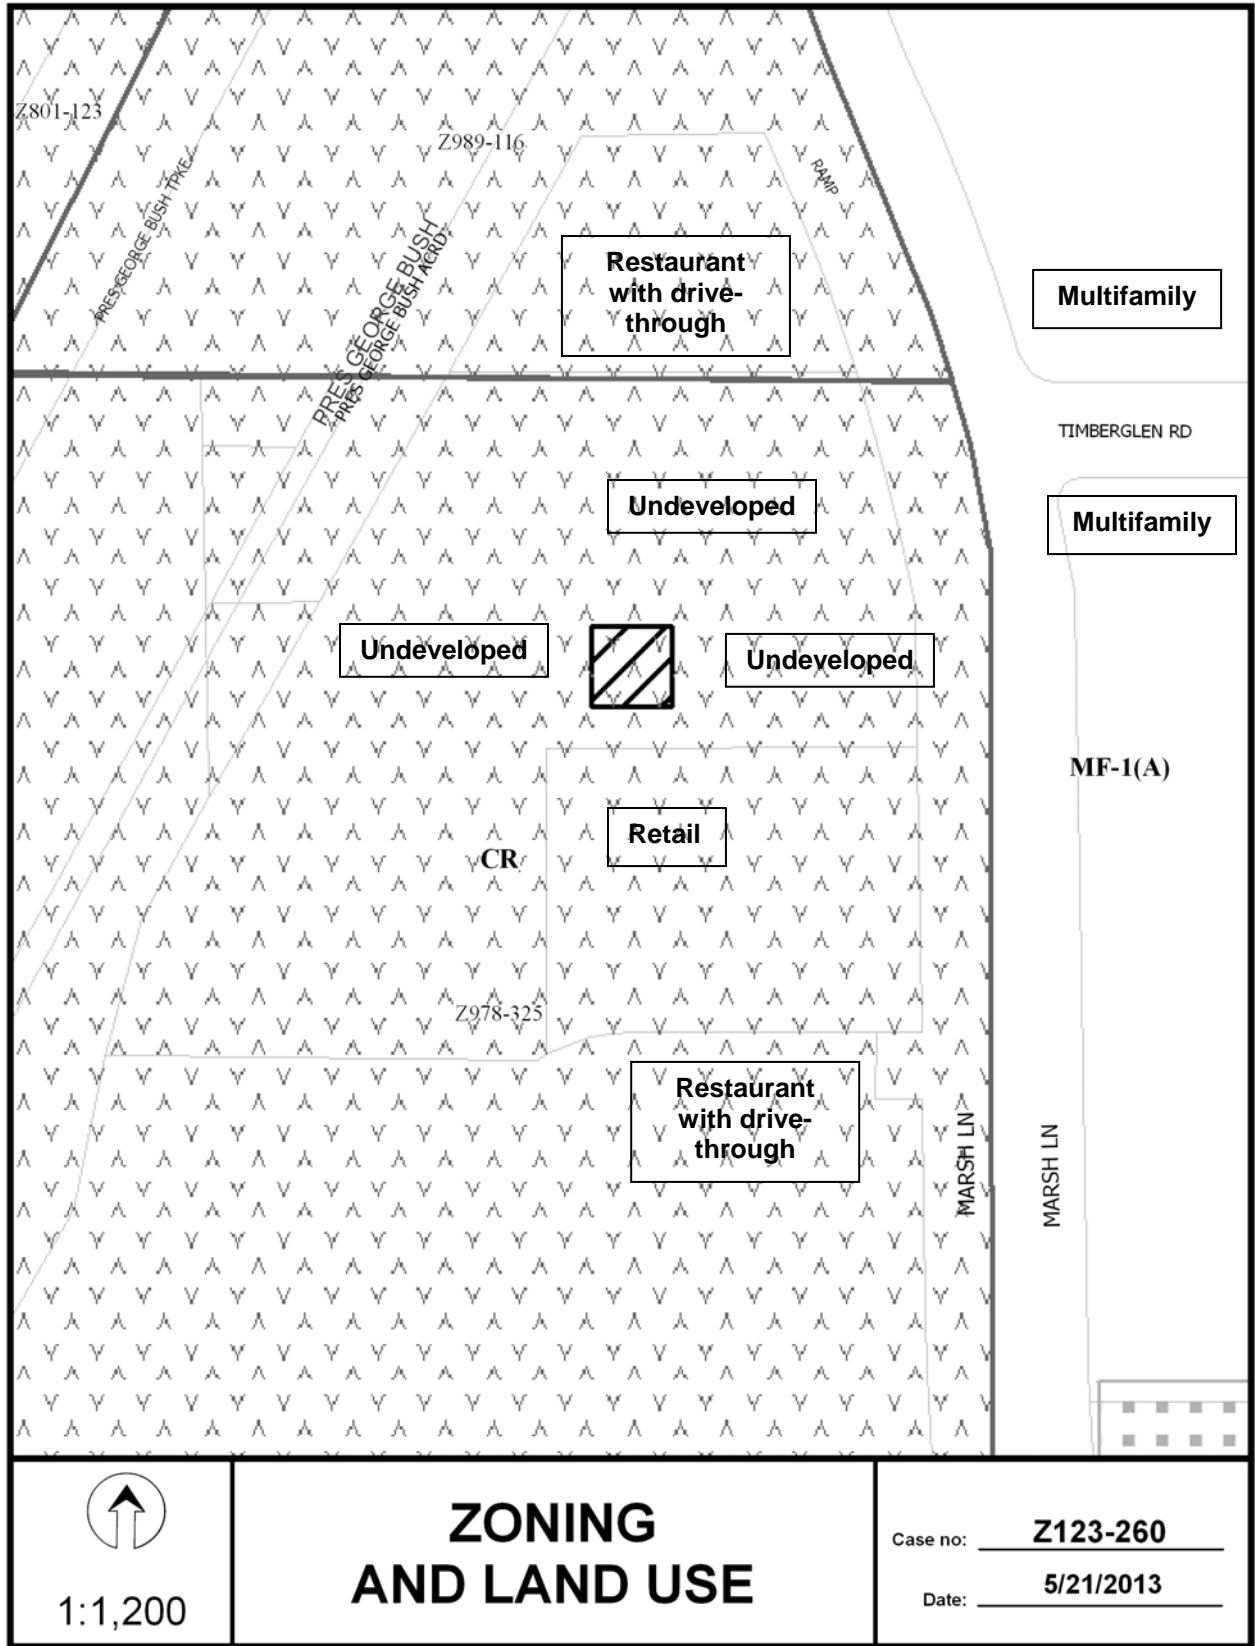 Z801-123
Z989-116
PRES GEORGE BUSH TPKE
RAMP
PRES GEORGE BUSH
PRES GEORGE BUSH ACRD
Restaurant
with drive-
through
Multifamily
TIMBERGLEN RD
Undeveloped
Multifamily
Undeveloped
Undeveloped
MF-1(A)
Retail
CR
Z978-325
Restaurant
with drive-
through
MARSH LN
MARSH LN
1:1,200
ZONING
AND LAND USE
Case no: Z123-260
Date: 5/21/2013